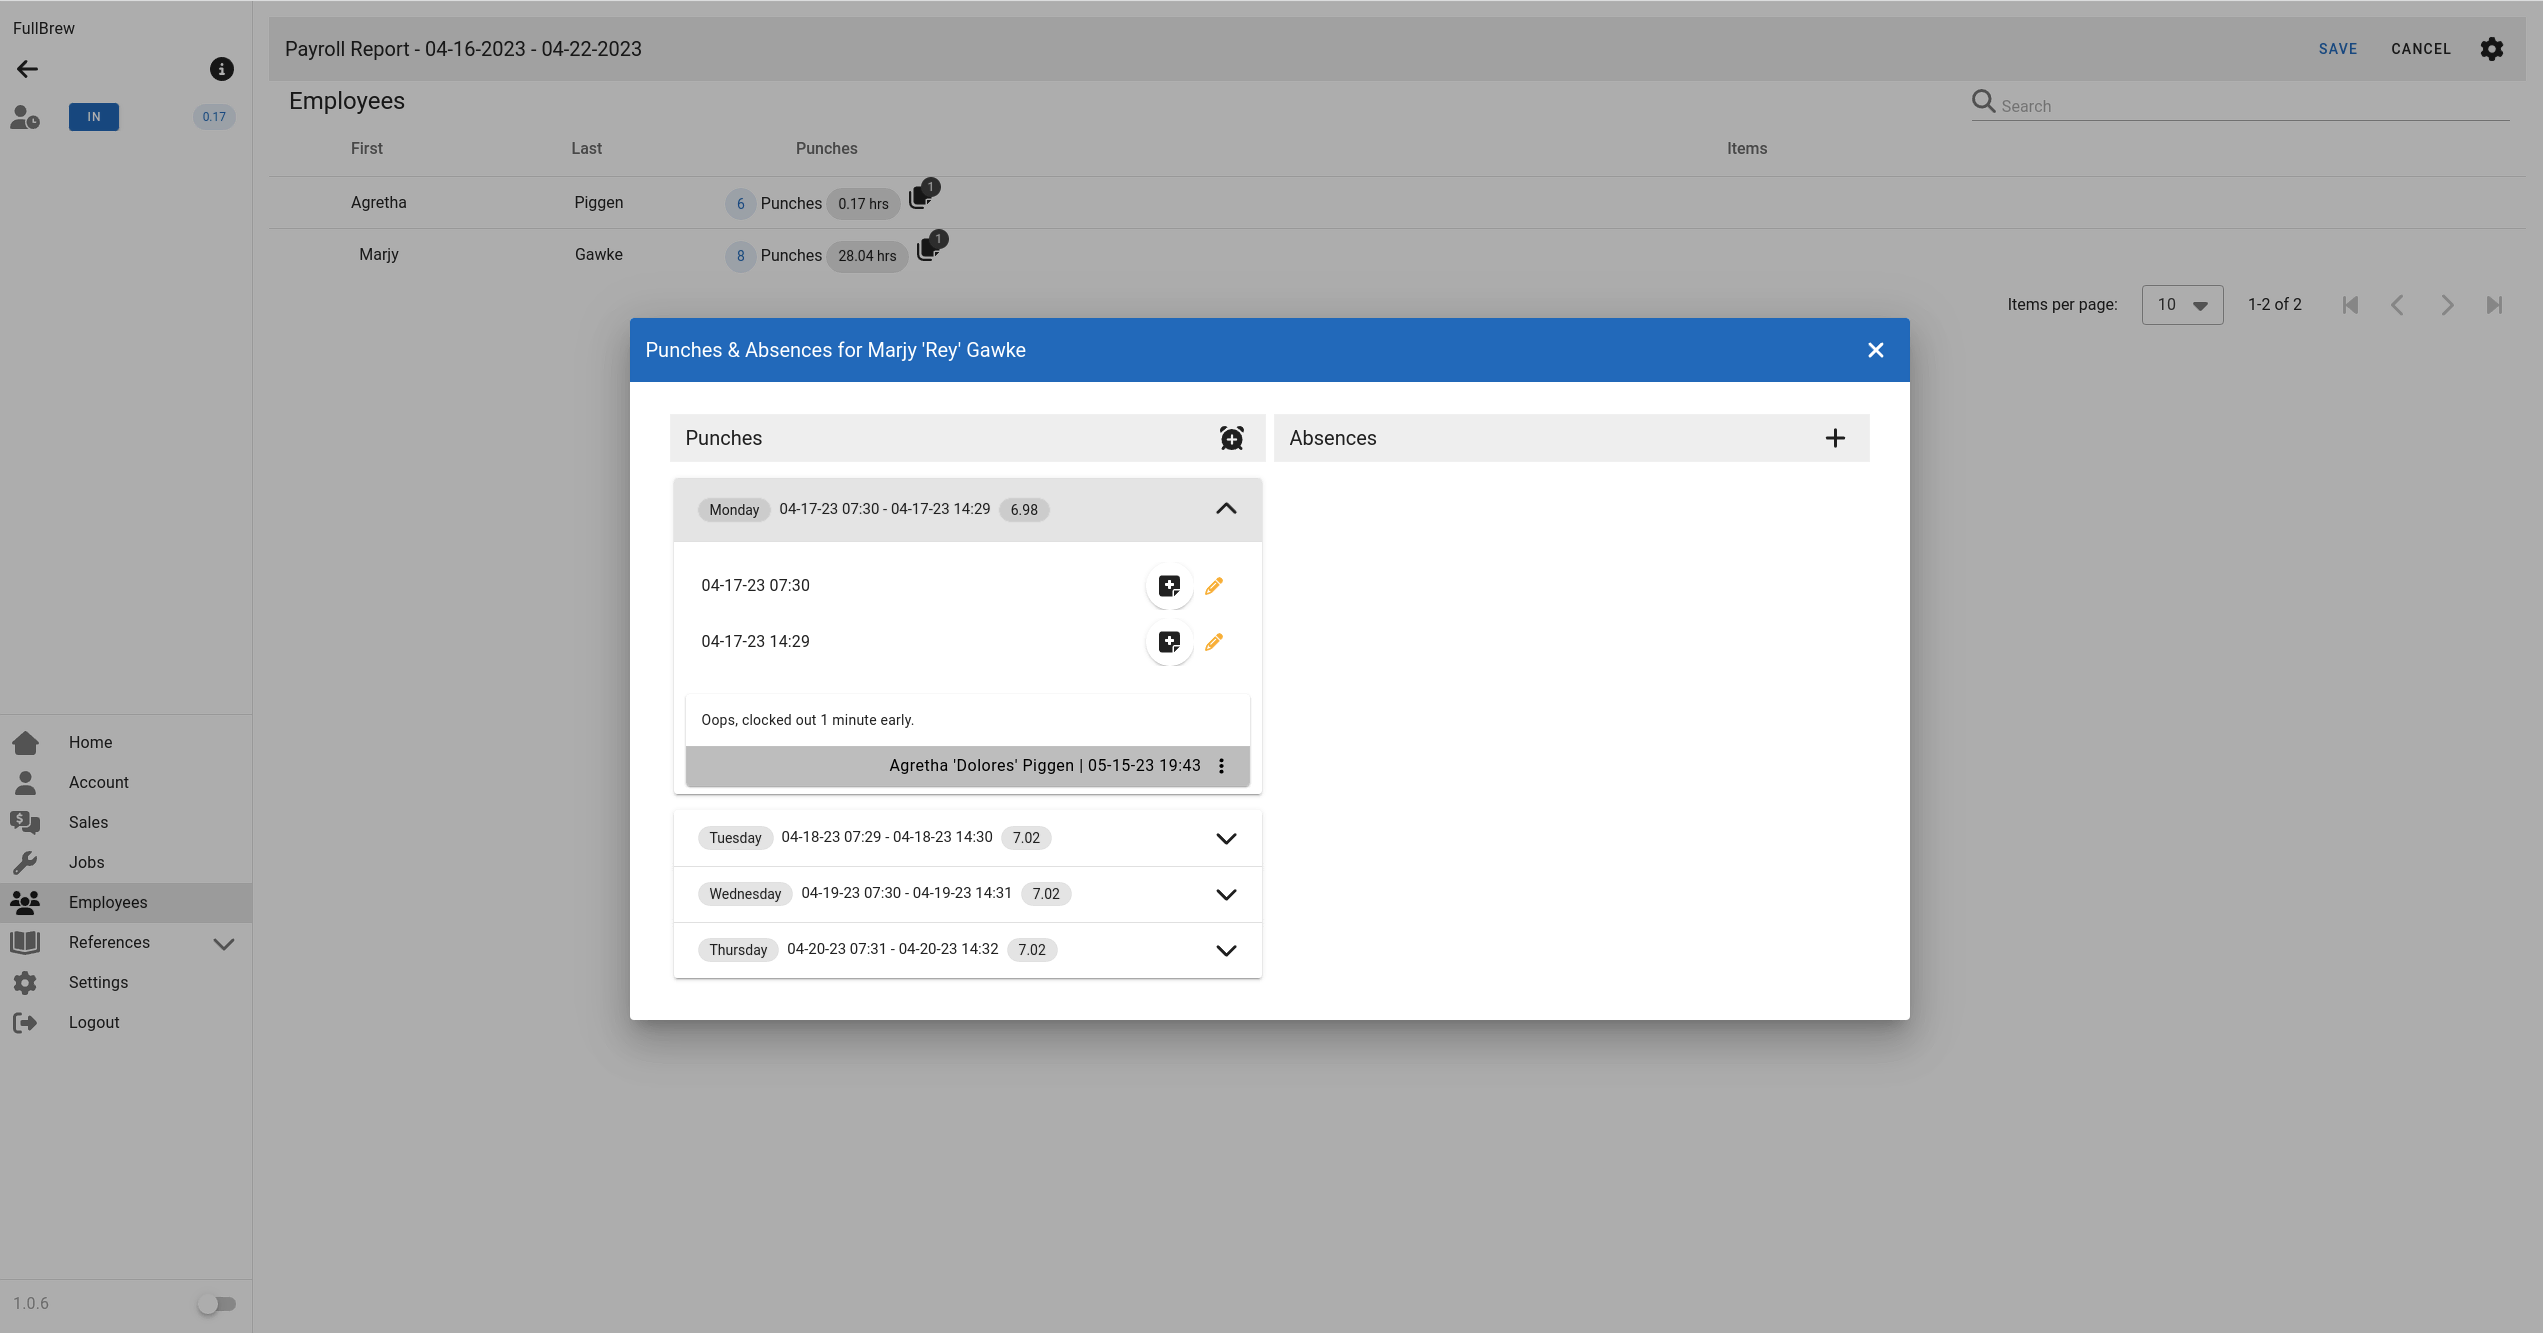 FullBrew
IN 0.17
Payroll Report - 04-16-2023 - 04-22-2023 SAVE CANCEL
Employees Search
First Last Punches Items
Agretha Piggen 6 Punches 0.17 hrs 1
Marjy Gawke 8 Punches 28.04 hrs 1
Items per page: 10 1-2 of 2
Punches & Absences for Marjy 'Rey' Gawke
Punches Absences
Monday 04-17-23 07:30 - 04-17-23 14:29 6.98
04-17-23 07:30
04-17-23 14:29
Oops, clocked out 1 minute early.
Agretha 'Dolores' Piggen | 05-15-23 19:43
Tuesday 04-18-23 07:29 - 04-18-23 14:30 7.02
Wednesday 04-19-23 07:30 - 04-19-23 14:31 7.02
Thursday 04-20-23 07:31 - 04-20-23 14:32 7.02
Home
Account
Sales
Jobs
Employees
References
Settings
Logout
1.0.6